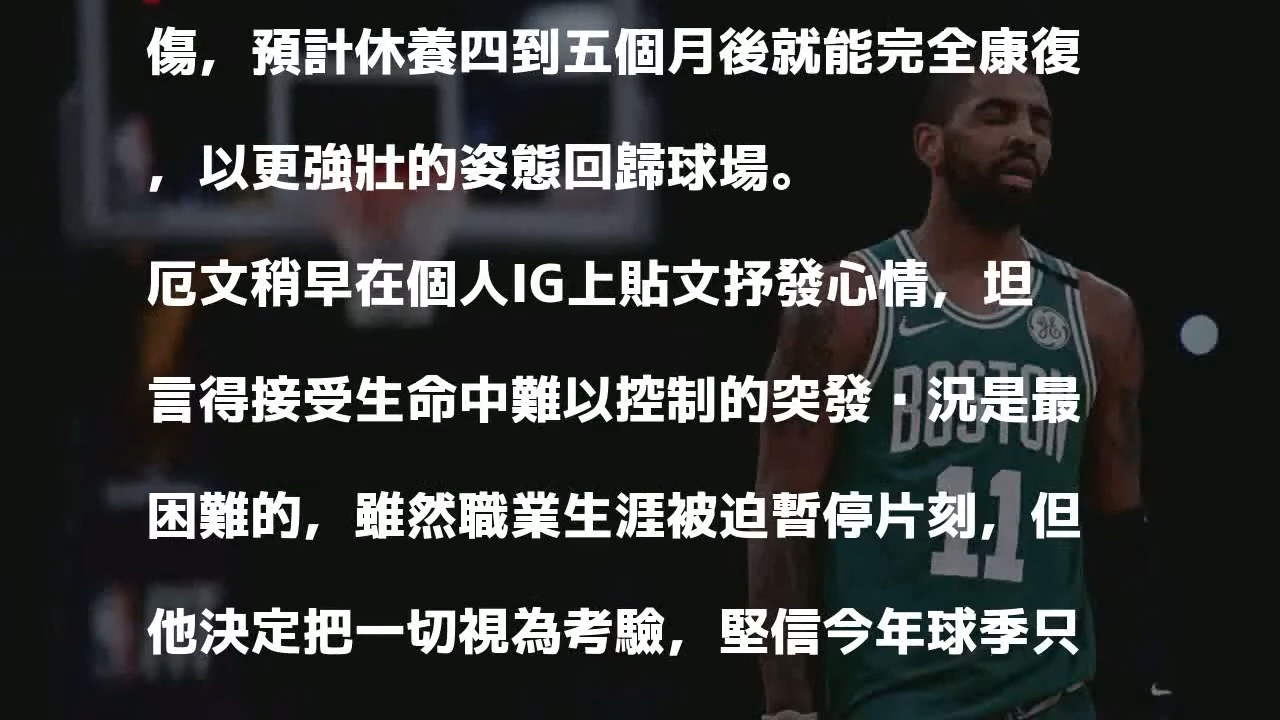 傷，預計休養四到五個月後就能完全康復
，以更強壯的姿態回歸球場。
厄文稍早在個人IG上貼文抒發心情，坦
言得接受生命中難以控制的突發·況是最
困難的，雖然職業生涯被迫暫停片刻，但
他決定把一切視為考驗，堅信今年球季只
GE
BOSTON
11